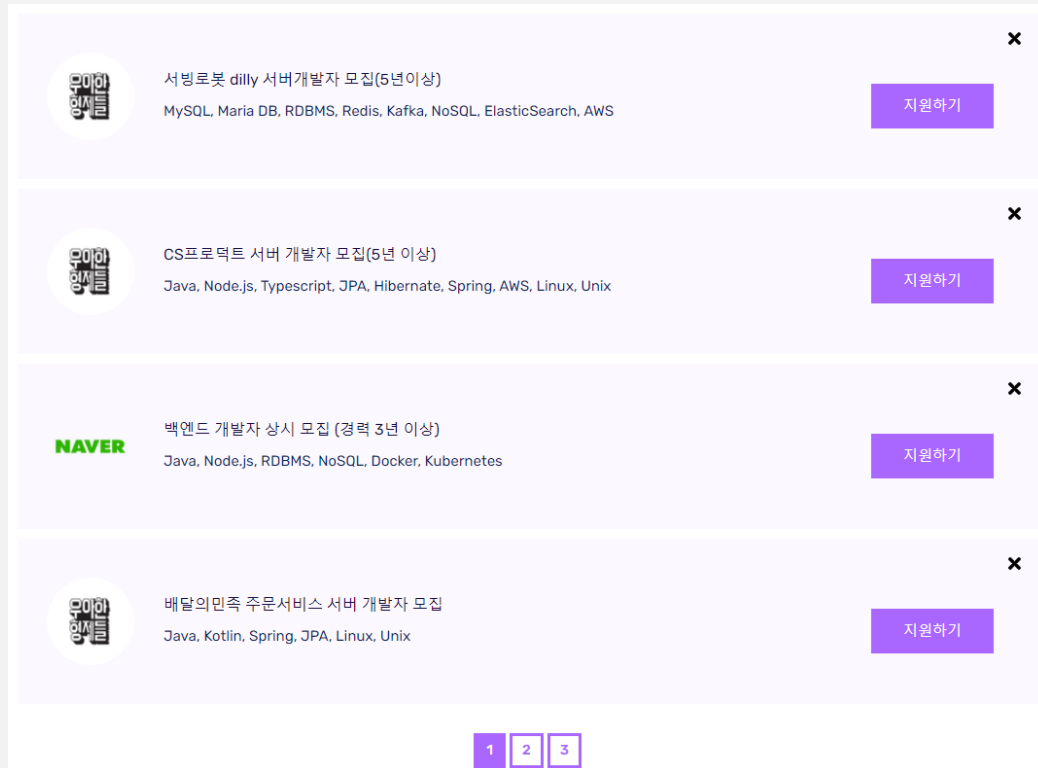 우아한
형제들
서빙로봇 dilly 서버개발자 모집(5년이상)
MySQL, Maria DB, RDBMS, Redis, Kafka, NoSQL, ElasticSearch, AWS
지원하기
우아한
형제들
CS프로덕트 서버 개발자 모집(5년 이상)
Java, Node.js, Typescript, JPA, Hibernate, Spring, AWS, Linux, Unix
지원하기
NAVER
백엔드 개발자 상시 모집 (경력 3년 이상)
Java, Node.js, RDBMS, NoSQL, Docker, Kubernetes
지원하기
우아한
형제들
배달의민족 주문서비스 서버 개발자 모집
Java, Kotlin, Spring, JPA, Linux, Unix
지원하기
1 2 3